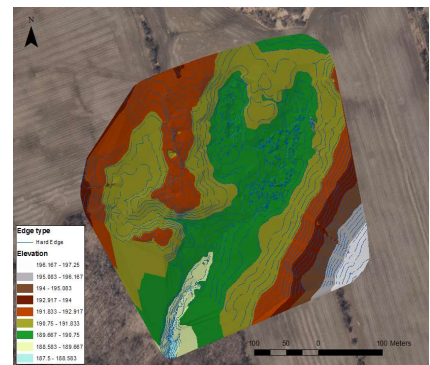 N
Edge type
Hard Edge
Elevation
196.167 - 197.25
195.083 - 196.167
194 - 195.083
192.917 - 194
191.833 - 192.917
190.75 - 191.833
189.667 - 190.75
188.583 - 189.667
187.5 - 188.583
100 50 0 100 Meters